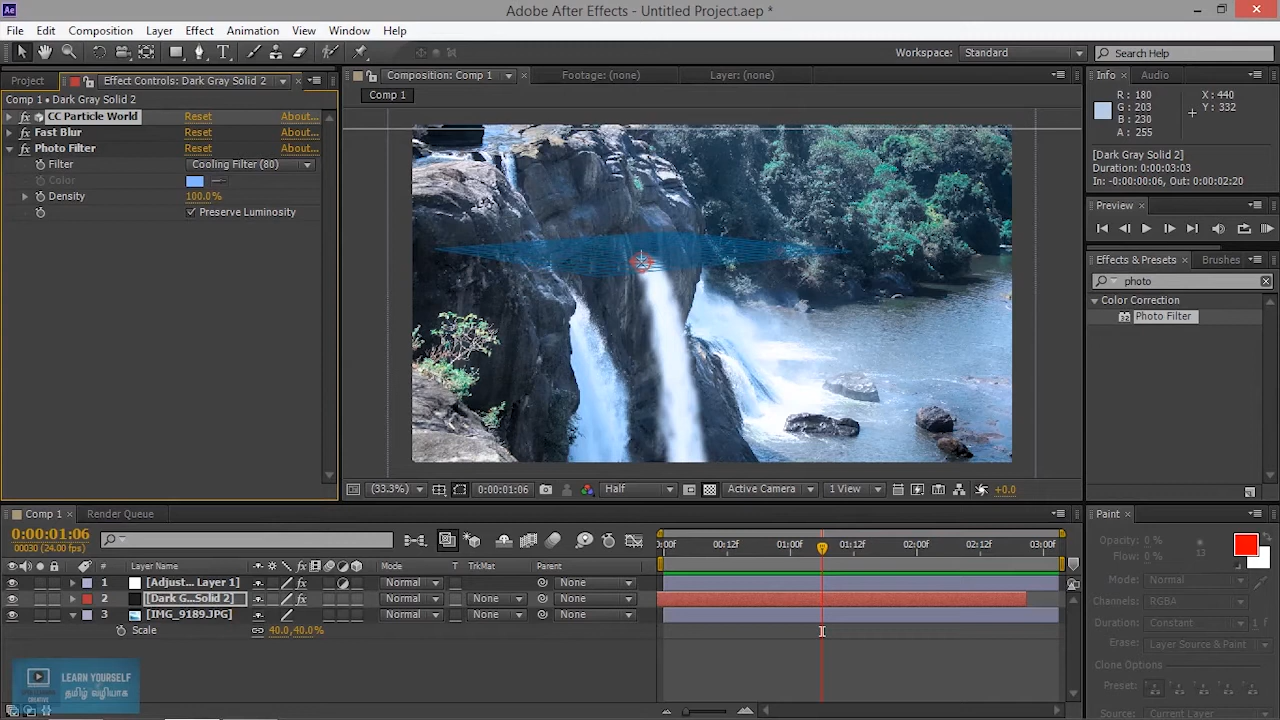 Adobe After Effects - Untitled Project.aep *
File Edit Composition Layer Effect Animation View Window Help
Workspace: Standard Search Help
Project Effect Controls: Dark Gray Solid 2
Composition: Comp 1 Footage: (none) Layer: (none)
Info Audio
Comp 1 • Dark Gray Solid 2
Comp 1
CC Particle World Reset About...
Fast Blur Reset About...
Photo Filter Reset About...
Filter Cooling Filter (80)
Color
Density 100.0%
Preserve Luminosity
R: 180 X: 440
G: 203 Y: 332
B: 230
A: 255
[Dark Gray Solid 2]
Duration: 0:00:03:03
In: -0:00:00:06, Out: 0:00:02:20
Preview
Effects & Presets Brushes
photo
Color Correction
32 Photo Filter
(33.3%) 0:00:01:06 Half Active Camera 1 View +0.0
Comp 1 Render Queue
0:00:01:06
00030 (24.00 fps)
:00f 00:12f 01:00f 01:12f 02:00f 02:12f 03:00f
# Layer Name Mode T TrkMat Parent
1 [Adjust... Layer 1] Normal None
2 [Dark G...Solid 2] Normal None None
3 [IMG_9189.JPG] Normal None None
Scale 40.0,40.0%
Paint
Opacity: 0 %
Flow: 0 % 13
Mode: Normal
Channels: RGBA
Duration: Constant 1 f
Erase: Layer Source & Paint
Clone Options
Preset:
Source: Current Layer
LEARN YOURSELF
தமிழ் வழியாக
CREATIVE